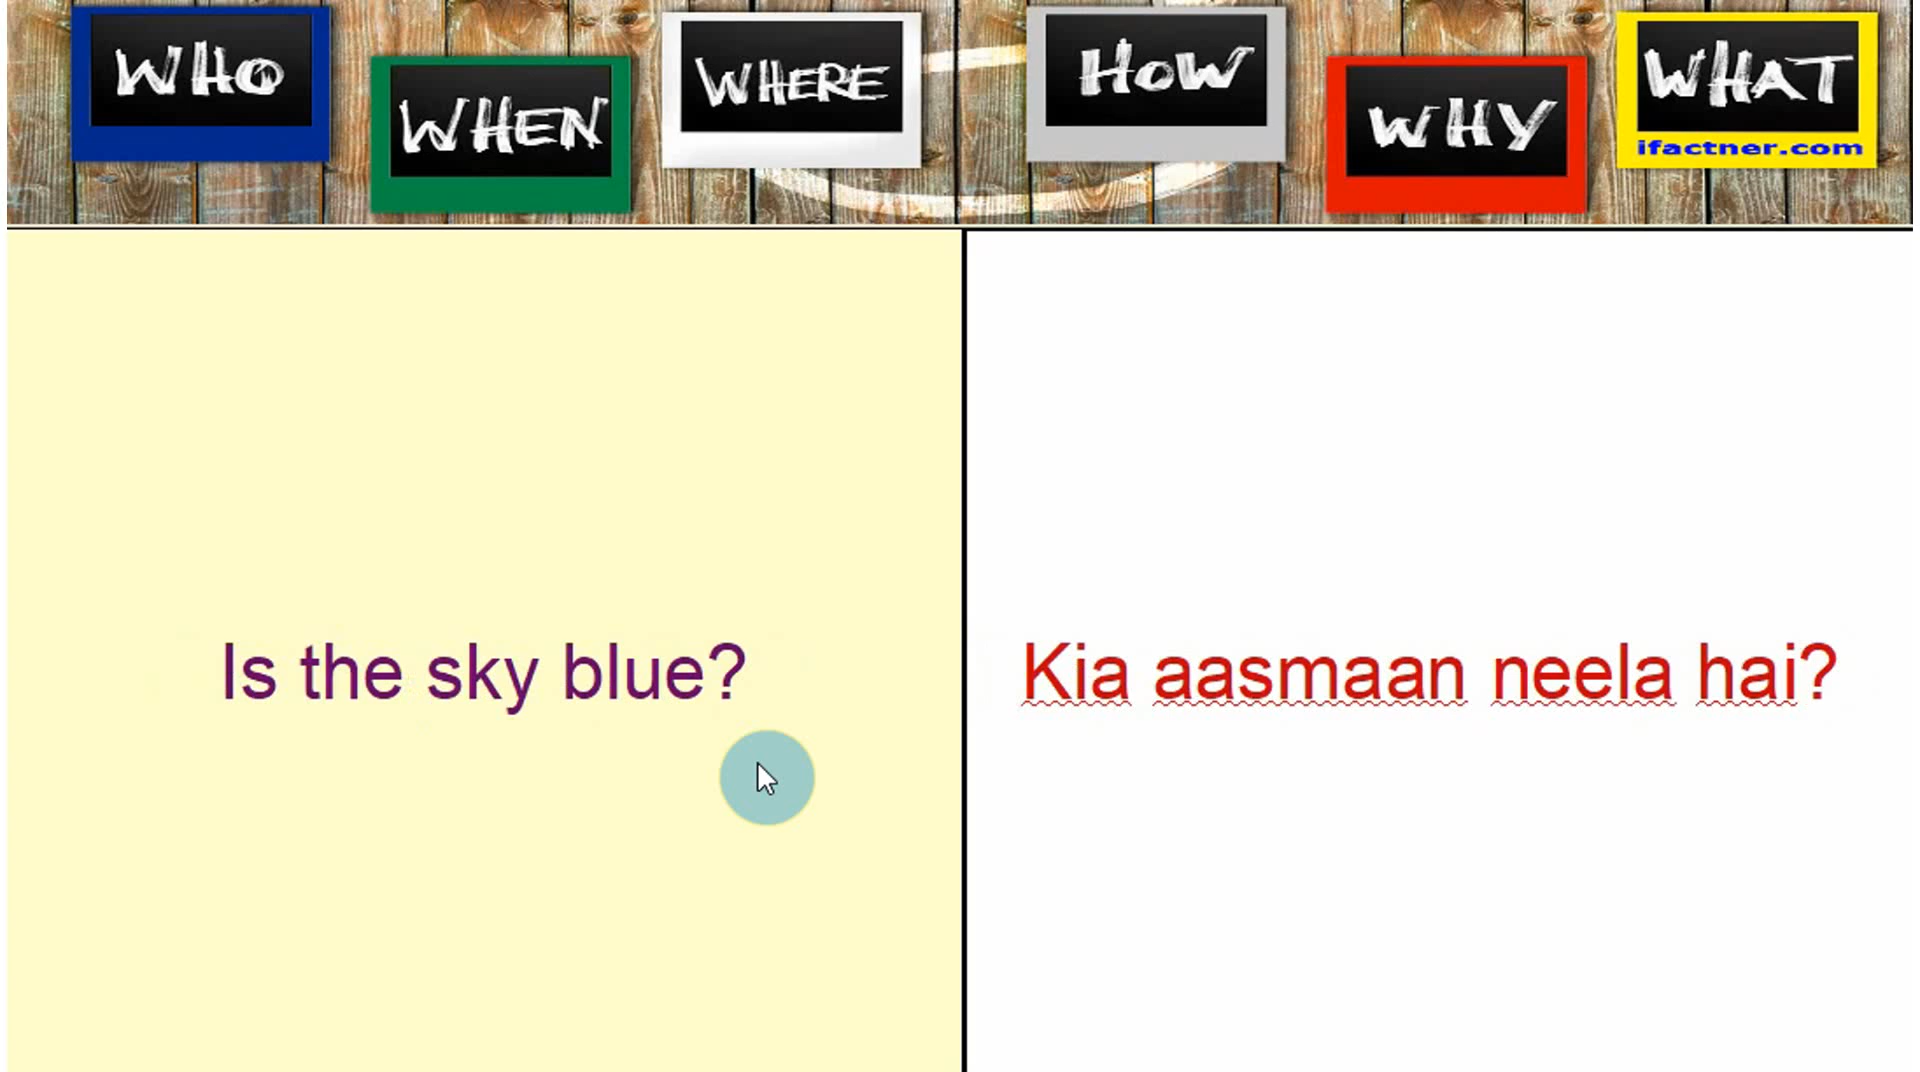 WHO
WHEN
WHERE
HOW
WHY
WHAT
ifactner.com
Is the sky blue?
Kia aasmaan neela hai?